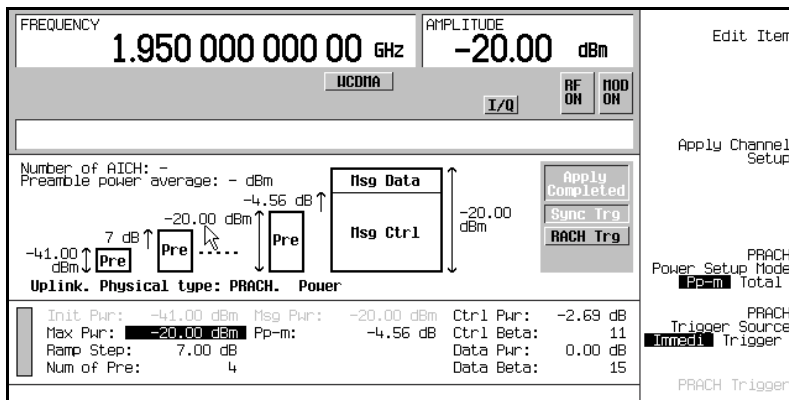 FREQUENCY
1.950 000 000 00 GHz
AMPLITUDE
-20.00 dBm
WCDMA
I/Q
RF ON
MOD ON
Edit Item
Apply Channel Setup
Number of AICH: -
Preamble power average: - dBm
-41.00 dBm
Pre
7 dB
Pre
-20.00 dBm
.....
Pre
-4.56 dB
Msg Data
Msg Ctrl
-20.00 dBm
Apply Completed
Sync Trg
RACH Trg
Uplink. Physical type: PRACH. Power
PRACH
Power Setup Mode
Pp-m Total
PRACH
Trigger Source
Immedi Trigger
PRACH Trigger
Init Pwr: -41.00 dBm Msg Pwr: -20.00 dBm Ctrl Pwr: -2.69 dB
Max Pwr: -20.00 dBm Pp-m: -4.56 dB Ctrl Beta: 11
Ramp Step: 7.00 dB Data Pwr: 0.00 dB
Num of Pre: 4 Data Beta: 15